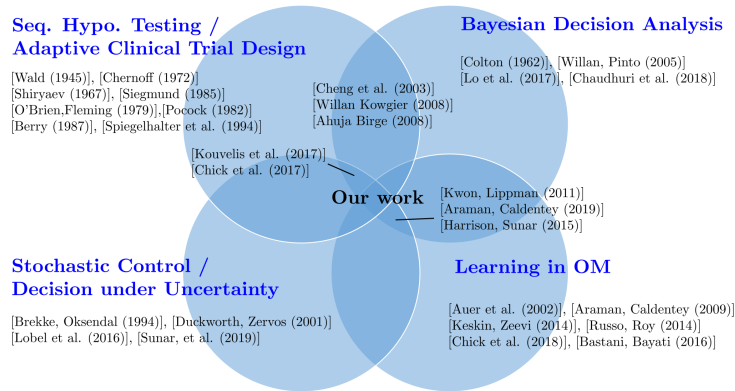 Seq. Hypo. Testing /
Adaptive Clinical Trial Design
[Wald (1945)], [Chernoff (1972)]
[Shiryaev (1967)], [Siegmund (1985)]
[O'Brien,Fleming (1979)],[Pocock (1982)]
[Berry (1987)], [Spiegelhalter et al. (1994)]
Bayesian Decision Analysis
[Colton (1962)], [Willan, Pinto (2005)]
[Lo et al. (2017)], [Chaudhuri et al. (2018)]
[Cheng et al. (2003)]
[Willan Kowgier (2008)]
[Ahuja Birge (2008)]
[Kouvelis et al. (2017)]
[Chick et al. (2017)]
Our work
[Kwon, Lippman (2011)]
[Araman, Caldentey (2019)]
[Harrison, Sunar (2015)]
Stochastic Control /
Decision under Uncertainty
[Brekke, Oksendal (1994)], [Duckworth, Zervos (2001)]
[Lobel et al. (2016)], [Sunar, et al. (2019)]
Learning in OM
[Auer et al. (2002)], [Araman, Caldentey (2009)]
[Keskin, Zeevi (2014)], [Russo, Roy (2014)]
[Chick et al. (2018)], [Bastani, Bayati (2016)]